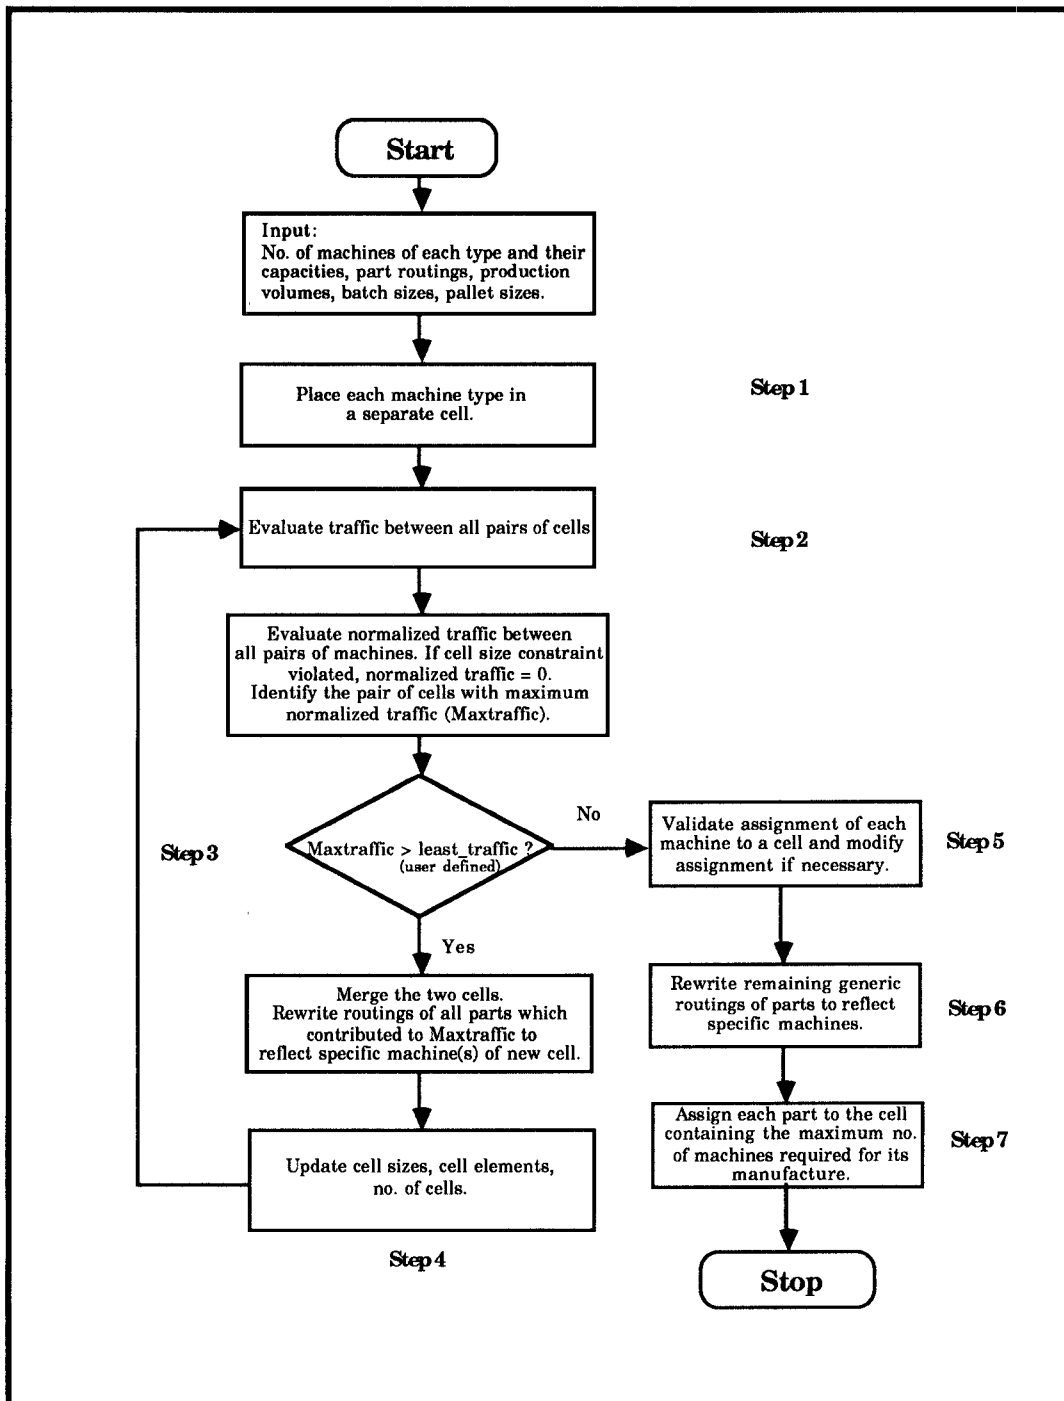 Start
Input:
No. of machines of each type and their
capacities, part routings, production
volumes, batch sizes, pallet sizes.
Place each machine type in
a separate cell.
Step 1
Evaluate traffic between all pairs of cells
Step 2
Evaluate normalized traffic between
all pairs of machines. If cell size constraint
violated, normalized traffic = 0.
Identify the pair of cells with maximum
normalized traffic (Maxtraffic).
Step 3
Maxtraffic > least_traffic ?
(user defined)
No
Yes
Merge the two cells.
Rewrite routings of all parts which
contributed to Maxtraffic to
reflect specific machine(s) of new cell.
Update cell sizes, cell elements,
no. of cells.
Step 4
Validate assignment of each
machine to a cell and modify
assignment if necessary.
Step 5
Rewrite remaining generic
routings of parts to reflect
specific machines.
Step 6
Assign each part to the cell
containing the maximum no.
of machines required for its
manufacture.
Step 7
Stop